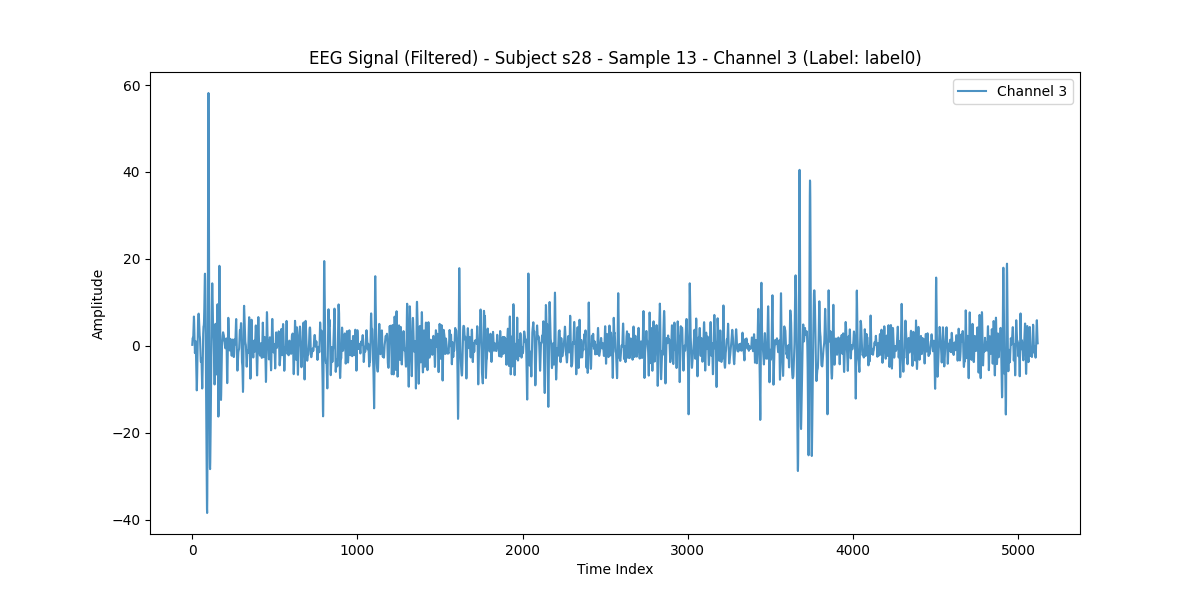 EEG Signal (Filtered) - Subject s28 - Sample 13 - Channel 3 (Label: label0)
Channel 3
60
40
20
0
−20
−40
Amplitude
0 1000 2000 3000 4000 5000
Time Index